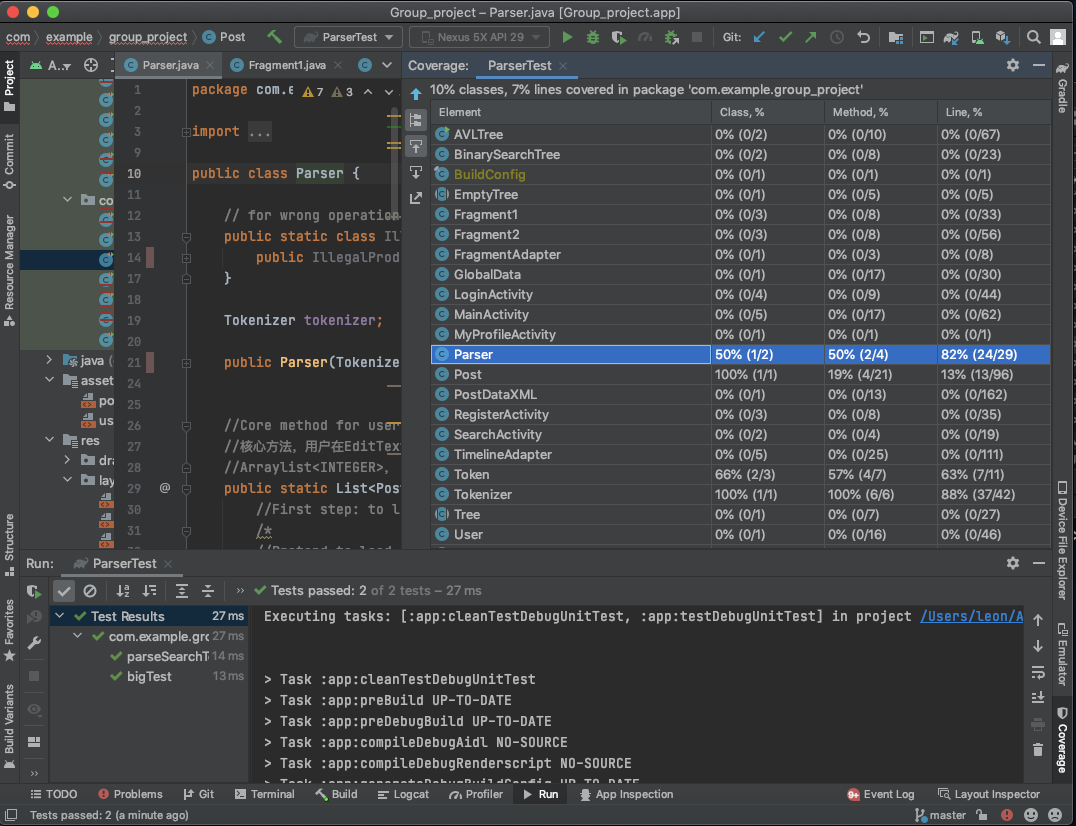 Group_project – Parser.java [Group_project.app]
com example group_project Post ParserTest Nexus 5X API 29 Git:
Project
Commit
Resource Manager
Structure
Favorites
Build Variants
A..
Parser.java Fragment1.java
7 3
1 package com.e
2
3 import ...
9
10 public class Parser {
11
12 // for wrong operation
13 public static class Il
14 public IllegalProd
17 }
18
19 Tokenizer tokenizer;
20
21 public Parser(Tokenize
24
25
26 //Core method for user
27 //核心方法,用户在EditTex
28 //Arraylist<INTEGER>,
29 @ public static List<Pos
30 //First step: to l
31 /*
co
java
asset
po
us
res
dra
lay
Coverage: ParserTest
10% classes, 7% lines covered in package 'com.example.group_project'
Element Class, % Method, % Line, %
AVLTree 0% (0/2) 0% (0/10) 0% (0/67)
BinarySearchTree 0% (0/2) 0% (0/8) 0% (0/23)
BuildConfig 0% (0/1) 0% (0/1) 0% (0/1)
EmptyTree 0% (0/1) 0% (0/5) 0% (0/5)
Fragment1 0% (0/3) 0% (0/8) 0% (0/33)
Fragment2 0% (0/3) 0% (0/8) 0% (0/56)
FragmentAdapter 0% (0/1) 0% (0/3) 0% (0/8)
GlobalData 0% (0/1) 0% (0/17) 0% (0/30)
LoginActivity 0% (0/4) 0% (0/9) 0% (0/44)
MainActivity 0% (0/5) 0% (0/17) 0% (0/62)
MyProfileActivity 0% (0/1) 0% (0/1) 0% (0/1)
Parser 50% (1/2) 50% (2/4) 82% (24/29)
Post 100% (1/1) 19% (4/21) 13% (13/96)
PostDataXML 0% (0/1) 0% (0/13) 0% (0/162)
RegisterActivity 0% (0/3) 0% (0/8) 0% (0/35)
SearchActivity 0% (0/2) 0% (0/4) 0% (0/19)
TimelineAdapter 0% (0/5) 0% (0/25) 0% (0/111)
Token 66% (2/3) 57% (4/7) 63% (7/11)
Tokenizer 100% (1/1) 100% (6/6) 88% (37/42)
Tree 0% (0/1) 0% (0/7) 0% (0/27)
User 0% (0/1) 0% (0/16) 0% (0/46)
Gradle
Device File Explorer
Emulator
Coverage
Run: ParserTest
Tests passed: 2 of 2 tests – 27 ms
Test Results 27 ms
com.example.grc 27 ms
parseSearchT 14 ms
bigTest 13 ms
Executing tasks: [:app:cleanTestDebugUnitTest, :app:testDebugUnitTest] in project /Users/leon/A
> Task :app:cleanTestDebugUnitTest
> Task :app:preBuild UP-TO-DATE
> Task :app:preDebugBuild UP-TO-DATE
> Task :app:compileDebugAidl NO-SOURCE
> Task :app:compileDebugRenderscript NO-SOURCE
> Task :app:generateDebugBuildConfig UP-TO-DATE
TODO Problems Git Terminal Build Logcat Profiler Run App Inspection 9+ Event Log Layout Inspector
Tests passed: 2 (a minute ago) master